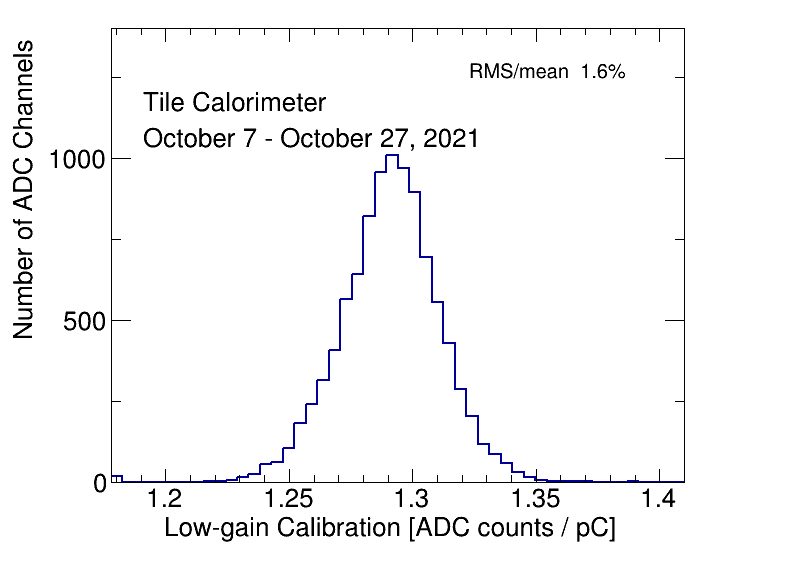 RMS/mean 1.6%
Tile Calorimeter
October 7 - October 27, 2021
Number of ADC Channels
1000
500
0
1.2 1.25 1.3 1.35 1.4
Low-gain Calibration [ADC counts / pC]